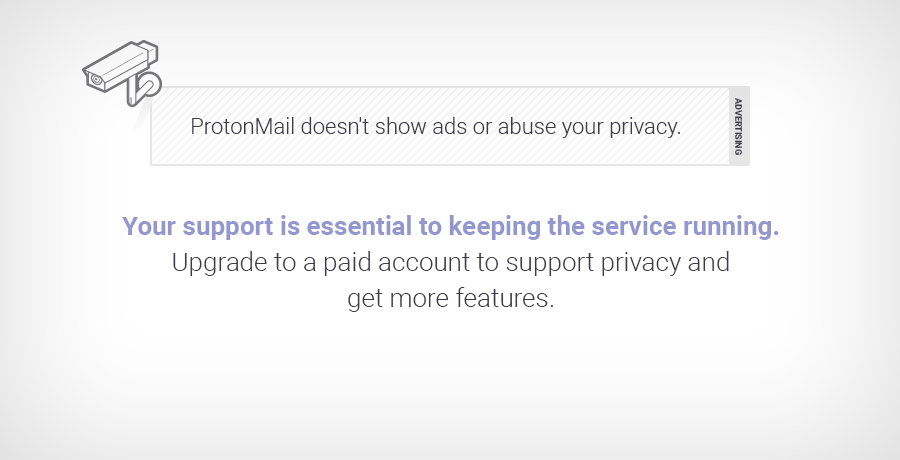 ProtonMail doesn't show ads or abuse your privacy.
ADVERTISING
Your support is essential to keeping the service running.
Upgrade to a paid account to support privacy and
get more features.